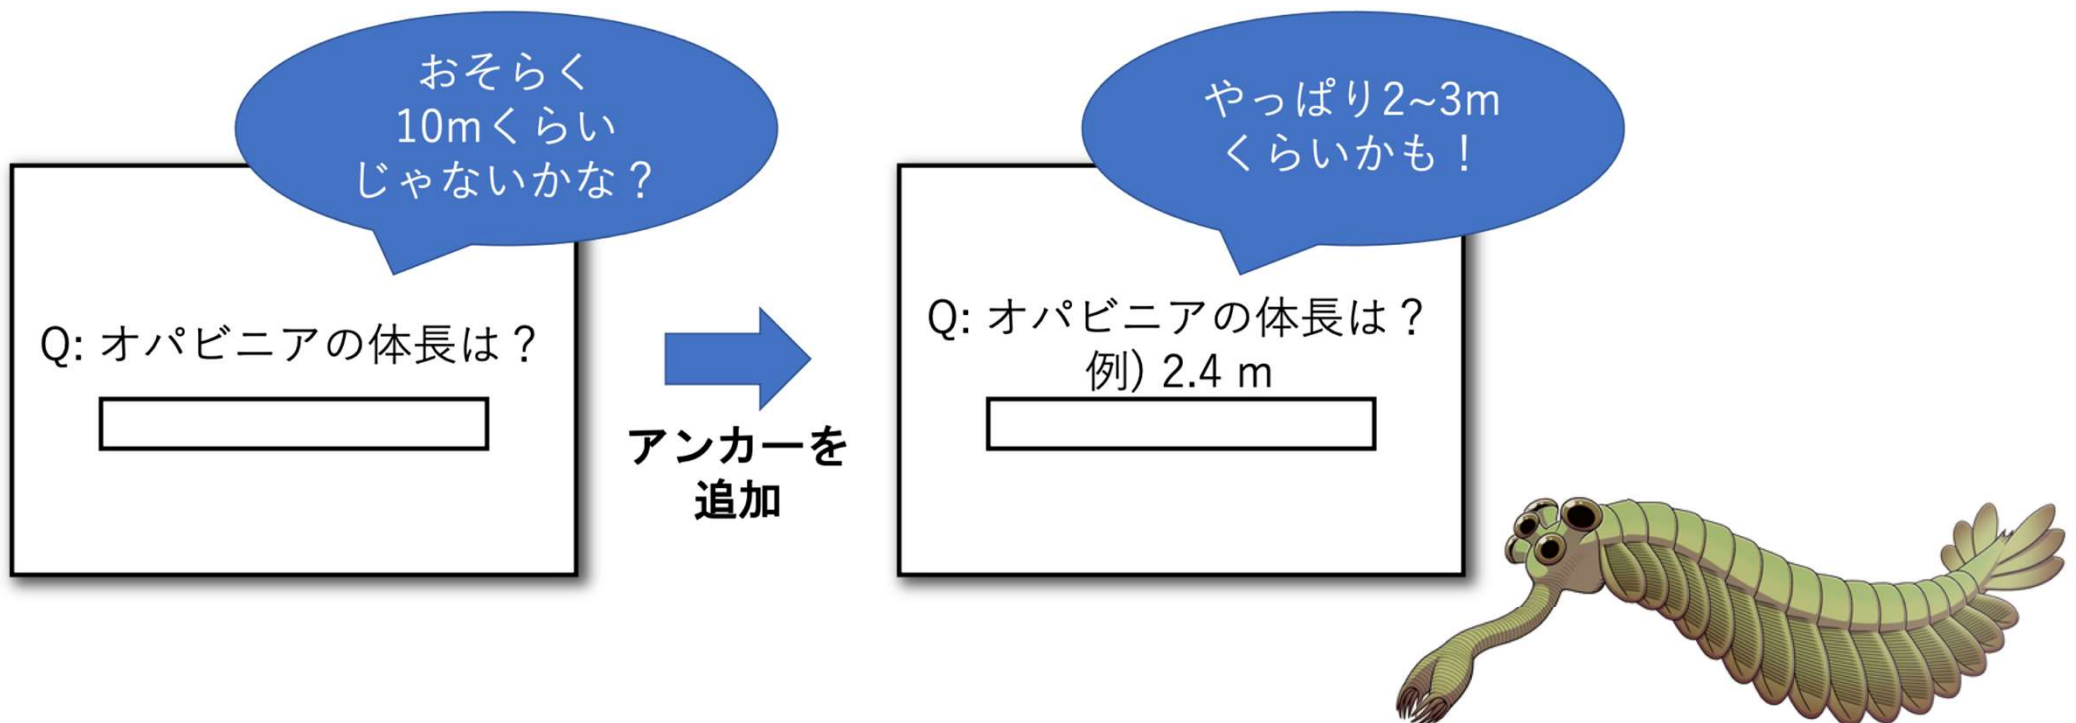 おそらく
10mくらい
じゃないかな？
Q: オパビニアの体長は？
アンカーを
追加
やっぱり2~3m
くらいかも！
Q: オパビニアの体長は？
例) 2.4 m